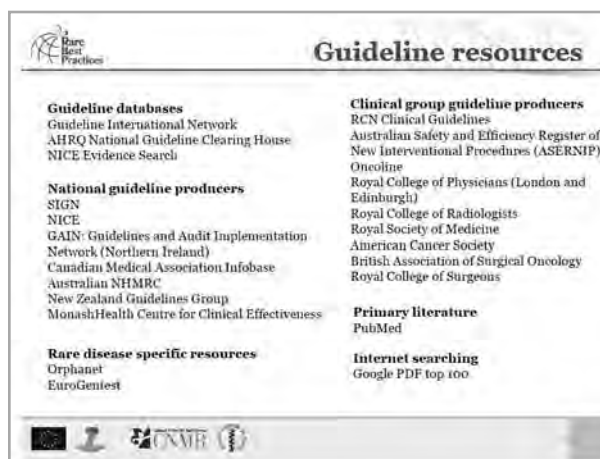 Rare
Best
Practices
Guideline resources
Guideline databases
Guideline International Network
AHRQ National Guideline Clearing House
NICE Evidence Search
National guideline producers
SIGN
NICE
GAIN: Guidelines and Audit Implementation
Network (Northern Ireland)
Canadian Medical Association Infobase
Australian NHMRC
New Zealand Guidelines Group
MonashHealth Centre for Clinical Effectiveness
Rare disease specific resources
Orphanet
EuroGentest
Clinical group guideline producers
RCN Clinical Guidelines
Australian Safety and Efficiency Register of
New Interventional Procedures (ASERNIP)
Oncoline
Royal College of Physicians (London and
Edinburgh)
Royal College of Radiologists
Royal Society of Medicine
American Cancer Society
British Association of Surgical Oncology
Royal College of Surgeons
Primary literature
PubMed
Internet searching
Google PDF top 100
CNMR